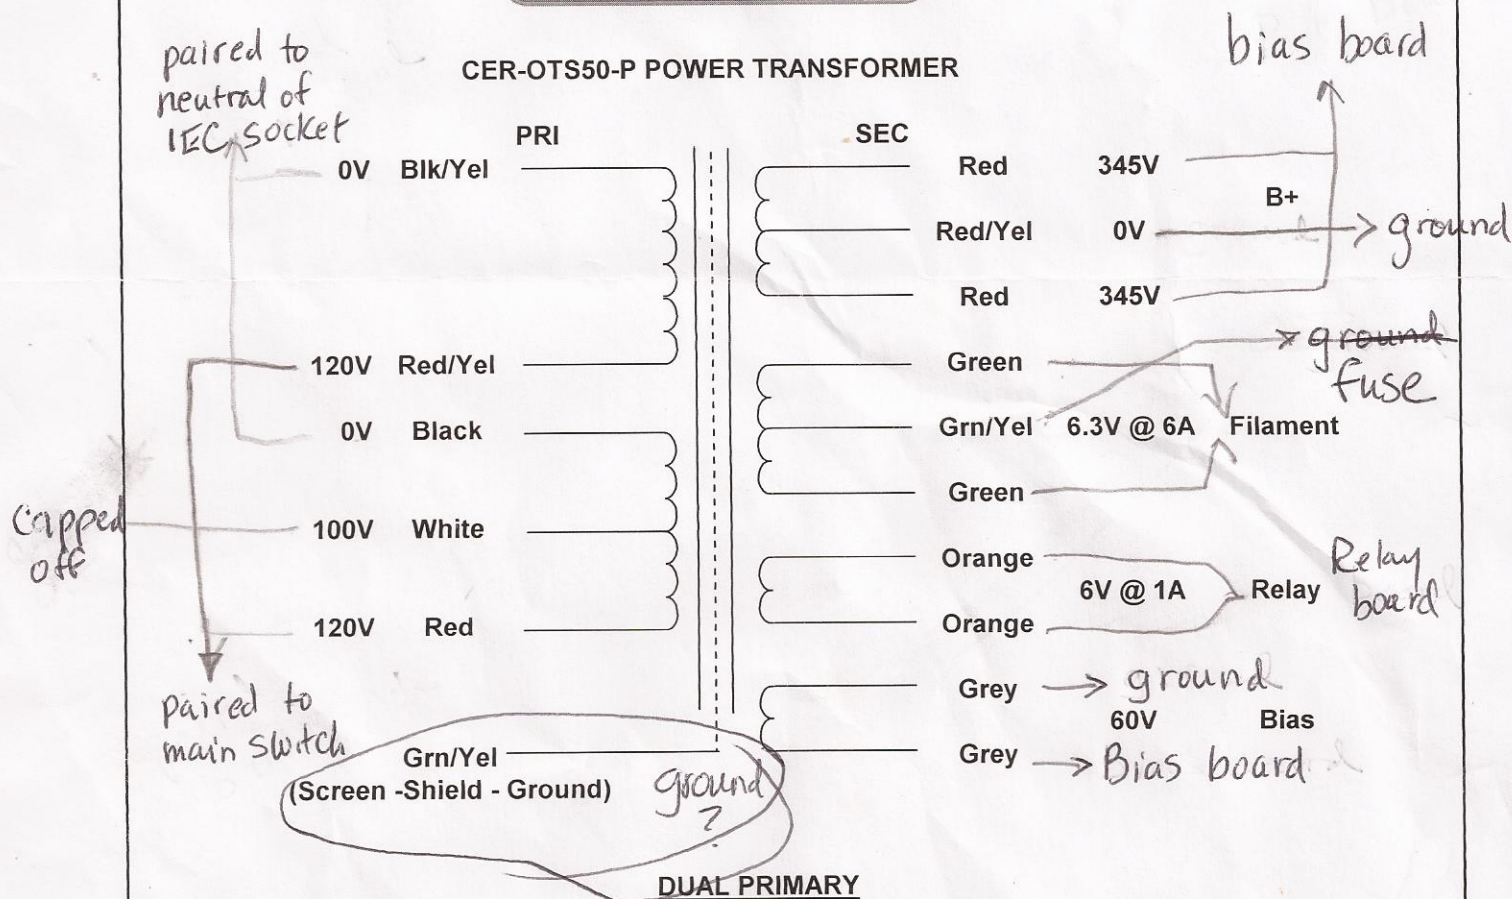 paired to
neutral of
IEC socket
bias board
CER-OTS50-P POWER TRANSFORMER
PRI
SEC
0V Blk/Yel
Red 345V
B+
Red/Yel 0V
ground
Red 345V
120V Red/Yel
Green
ground
fuse
0V Black
Grn/Yel 6.3V @ 6A Filament
Green
capped
off
100V White
Orange
6V @ 1A Relay
Relay
board
Orange
120V Red
Grey ground
60V Bias
Grey Bias board
paired to
main switch
Grn/Yel
(Screen -Shield - Ground)
ground
?
DUAL PRIMARY